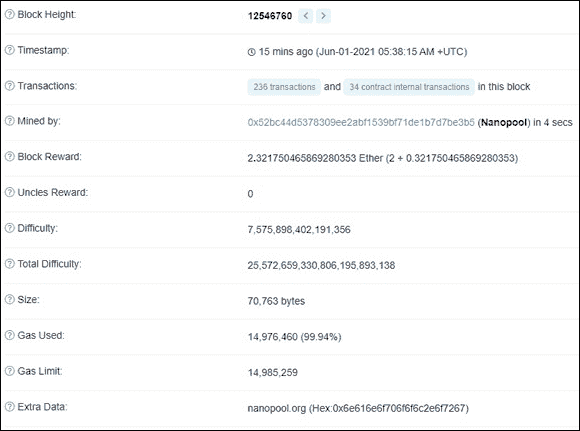 Block Height: 12546760 < >
Timestamp: 15 mins ago (Jun-01-2021 05:38:15 AM +UTC)
Transactions: 236 transactions and 34 contract internal transactions in this block
Mined by: 0x52bc44d5378309ee2abf1539bf71de1b7d7be3b5 (Nanopool) in 4 secs
Block Reward: 2.321750465869280353 Ether (2 + 0.321750465869280353)
Uncles Reward: 0
Difficulty: 7,575,898,402,191,356
Total Difficulty: 25,572,659,330,806,195,893,138
Size: 70,763 bytes
Gas Used: 14,976,460 (99.94%)
Gas Limit: 14,985,259
Extra Data: nanopool.org (Hex:0x6e616e6f706f6f6c2e6f7267)